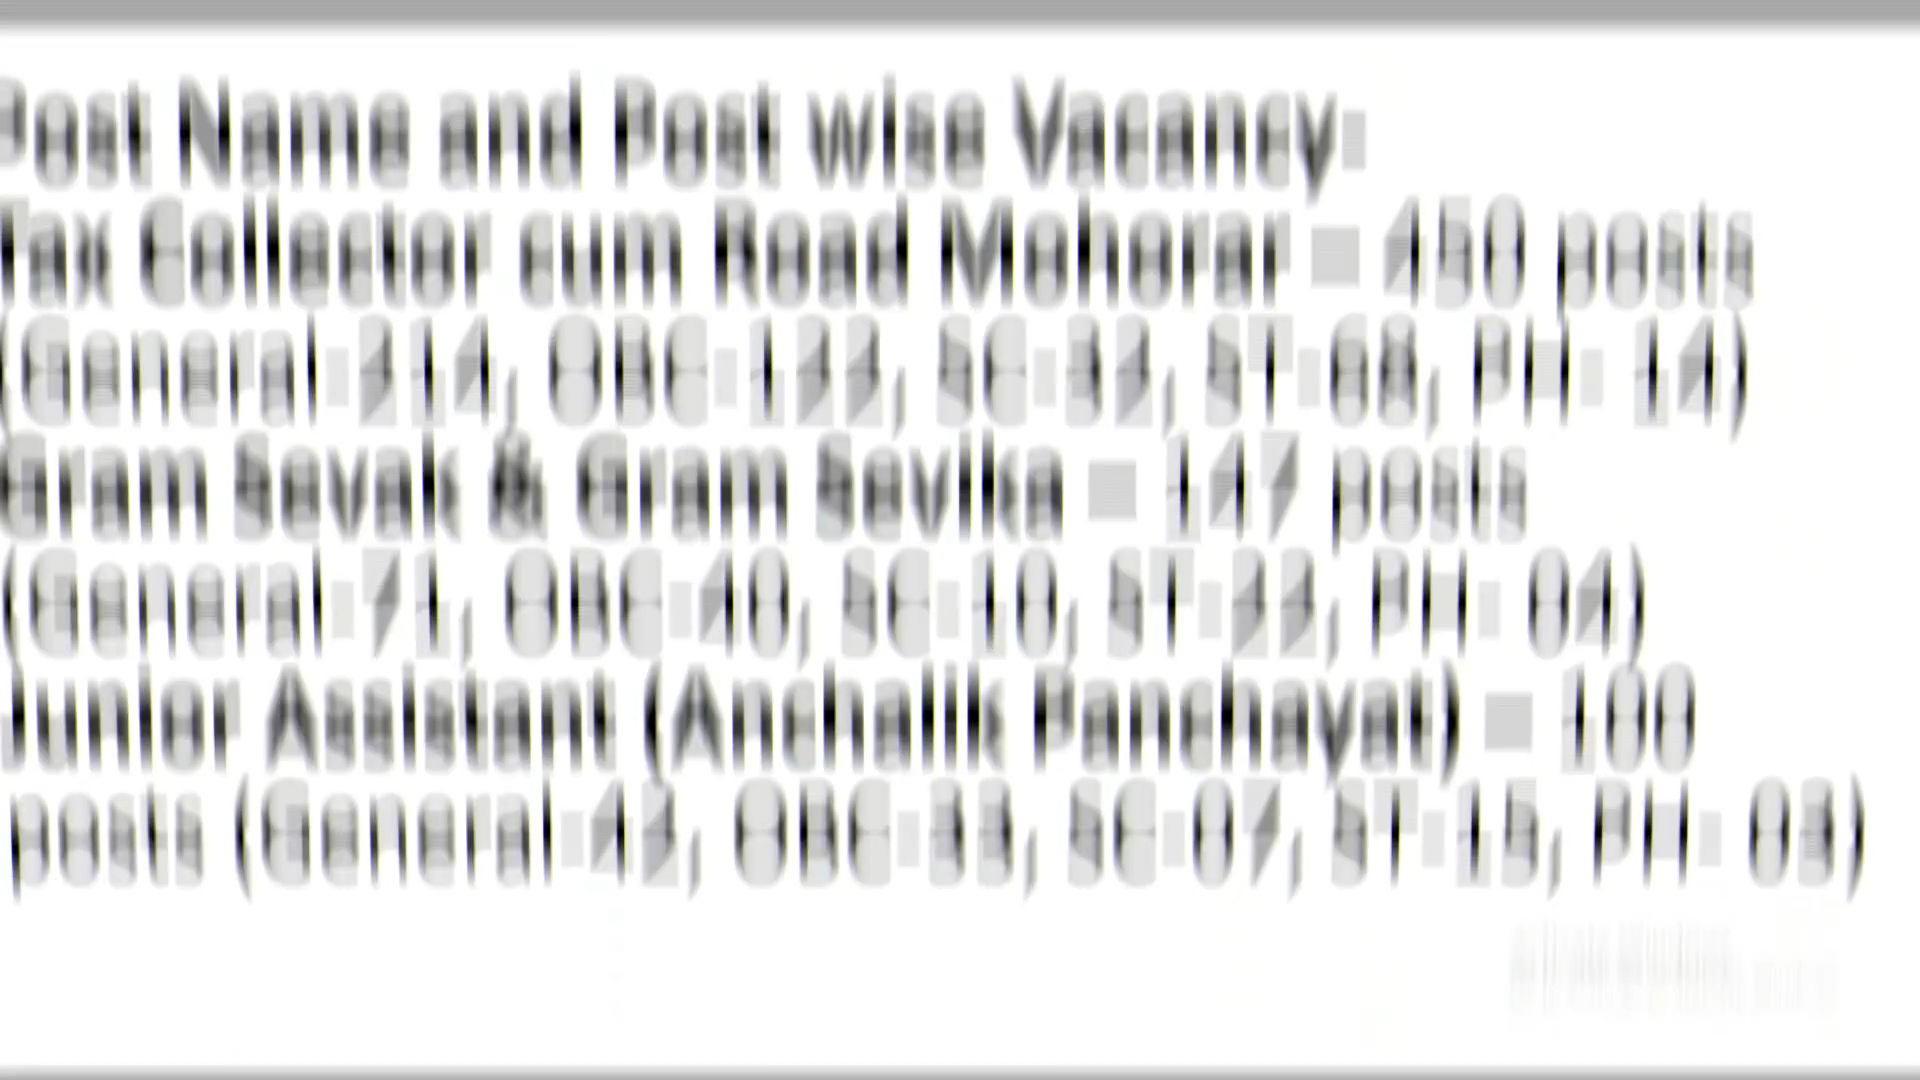 Post Name and Post wise Vacancy-
Tax Collector cum Road Mohorar – 450 posts
(General-214, OBC-122, SC-32, ST-68, PH- 14)
Gram Sevak & Gram Sevika – 147 posts
(General-71, OBC-40, SC-10, ST-22, PH- 04)
Junior Assistant (Anchalik Panchayat) – 100
posts (General-42, OBC-33, SC-07, ST-15, PH- 03)